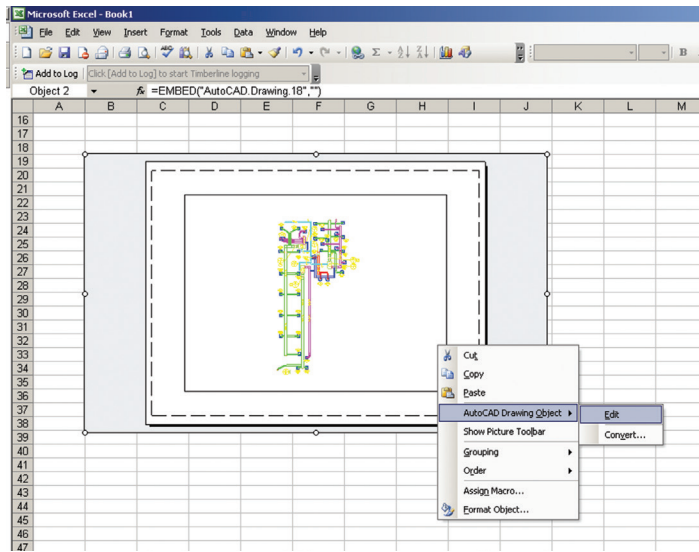 Microsoft Excel - Book1
File Edit View Insert Format Tools Data Window Help
B
Add to Log Click [Add to Log] to start Timberline logging
Object 2 fx =EMBED("AutoCAD.Drawing.18","")
A B C D E F G H I J K L M
16
17
18
19
20
21
22
23
24
25
26
27
28
29
30
31
32
33
34
35
36
37
38
39
40
41
42
43
44
45
46
47
Cut
Copy
Paste
AutoCAD Drawing Object
Edit
Show Picture Toolbar
Convert...
Grouping
Order
Assign Macro...
Format Object...